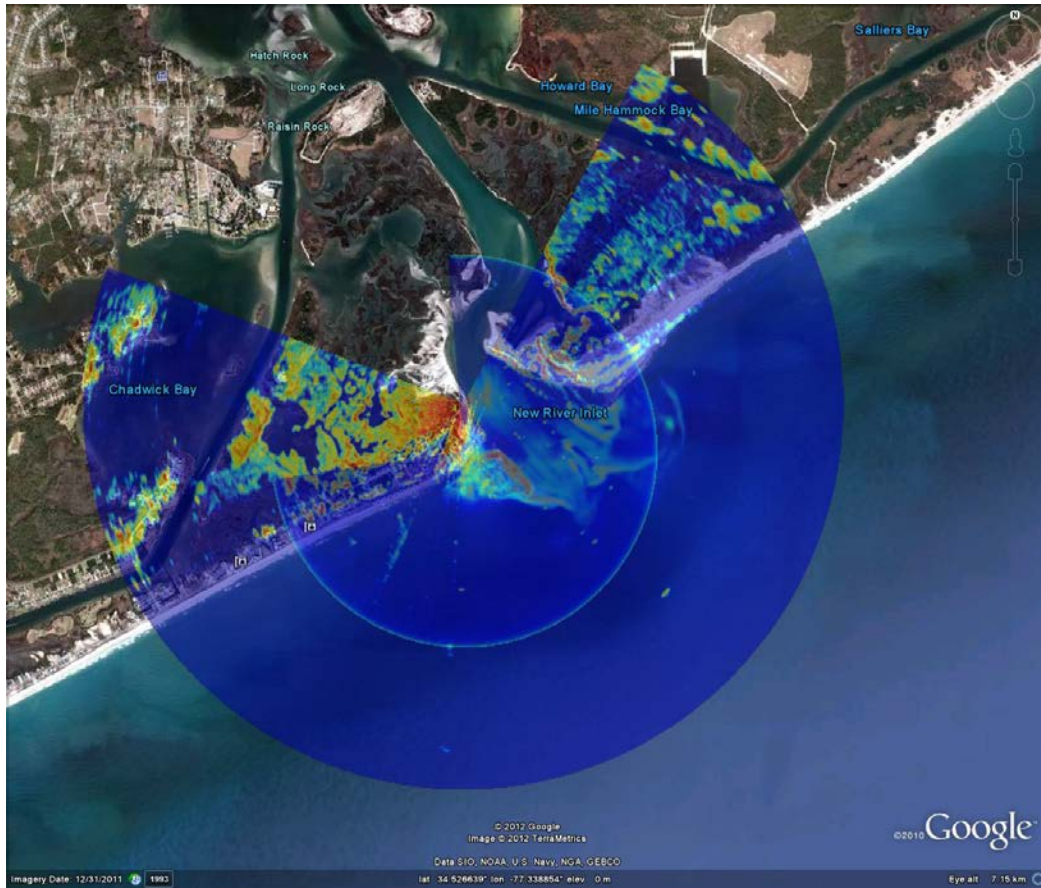 Salliers Bay
N
Hatch Rock
Long Rock
Howard Bay
Mile Hammock Bay
Raisin Rock
Chadwick Bay
New River Inlet
© 2012 Google
Image © 2012 TerraMetrics
©2010 Google
Data SIO, NOAA, U.S. Navy, NGA, GEBCO
Imagery Date: 12/31/2011
1993
lat 34.526639° lon -77.338854° elev 0 m
Eye alt 7.15 km